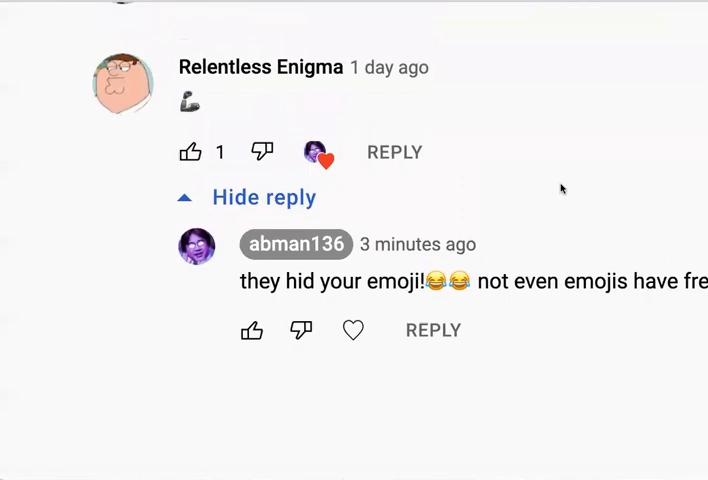 Relentless Enigma 1 day ago
🦾
1 REPLY
Hide reply
abman136 3 minutes ago
they hid your emoji!😂😂 not even emojis have
REPLY